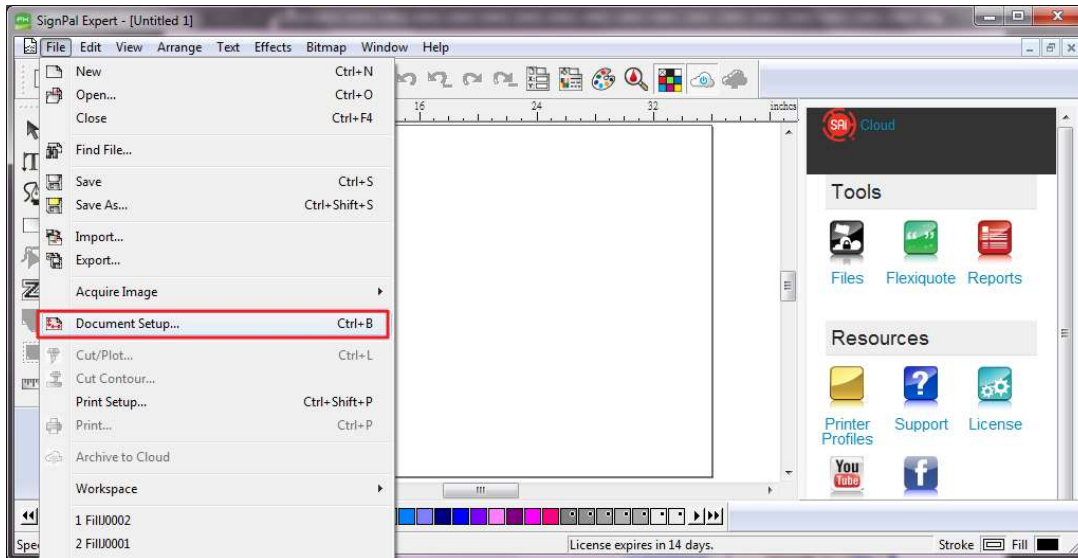 SignPal Expert - [Untitled 1]
File Edit View Arrange Text Effects Bitmap Window Help
New Ctrl+N
Open... Ctrl+O
Close Ctrl+F4
Find File...
Save Ctrl+S
Save As... Ctrl+Shift+S
Import...
Export...
Acquire Image
Document Setup... Ctrl+B
Cut/Plot... Ctrl+L
Cut Contour...
Print Setup... Ctrl+Shift+P
Print... Ctrl+P
Archive to Cloud
Workspace
1 FillJ0002
2 FillJ0001
16 24 32 inches
SAi Cloud
Tools
Files Flexiquote Reports
Resources
Printer Profiles Support License
You Tube f
Spe
License expires in 14 days.
Stroke Fill